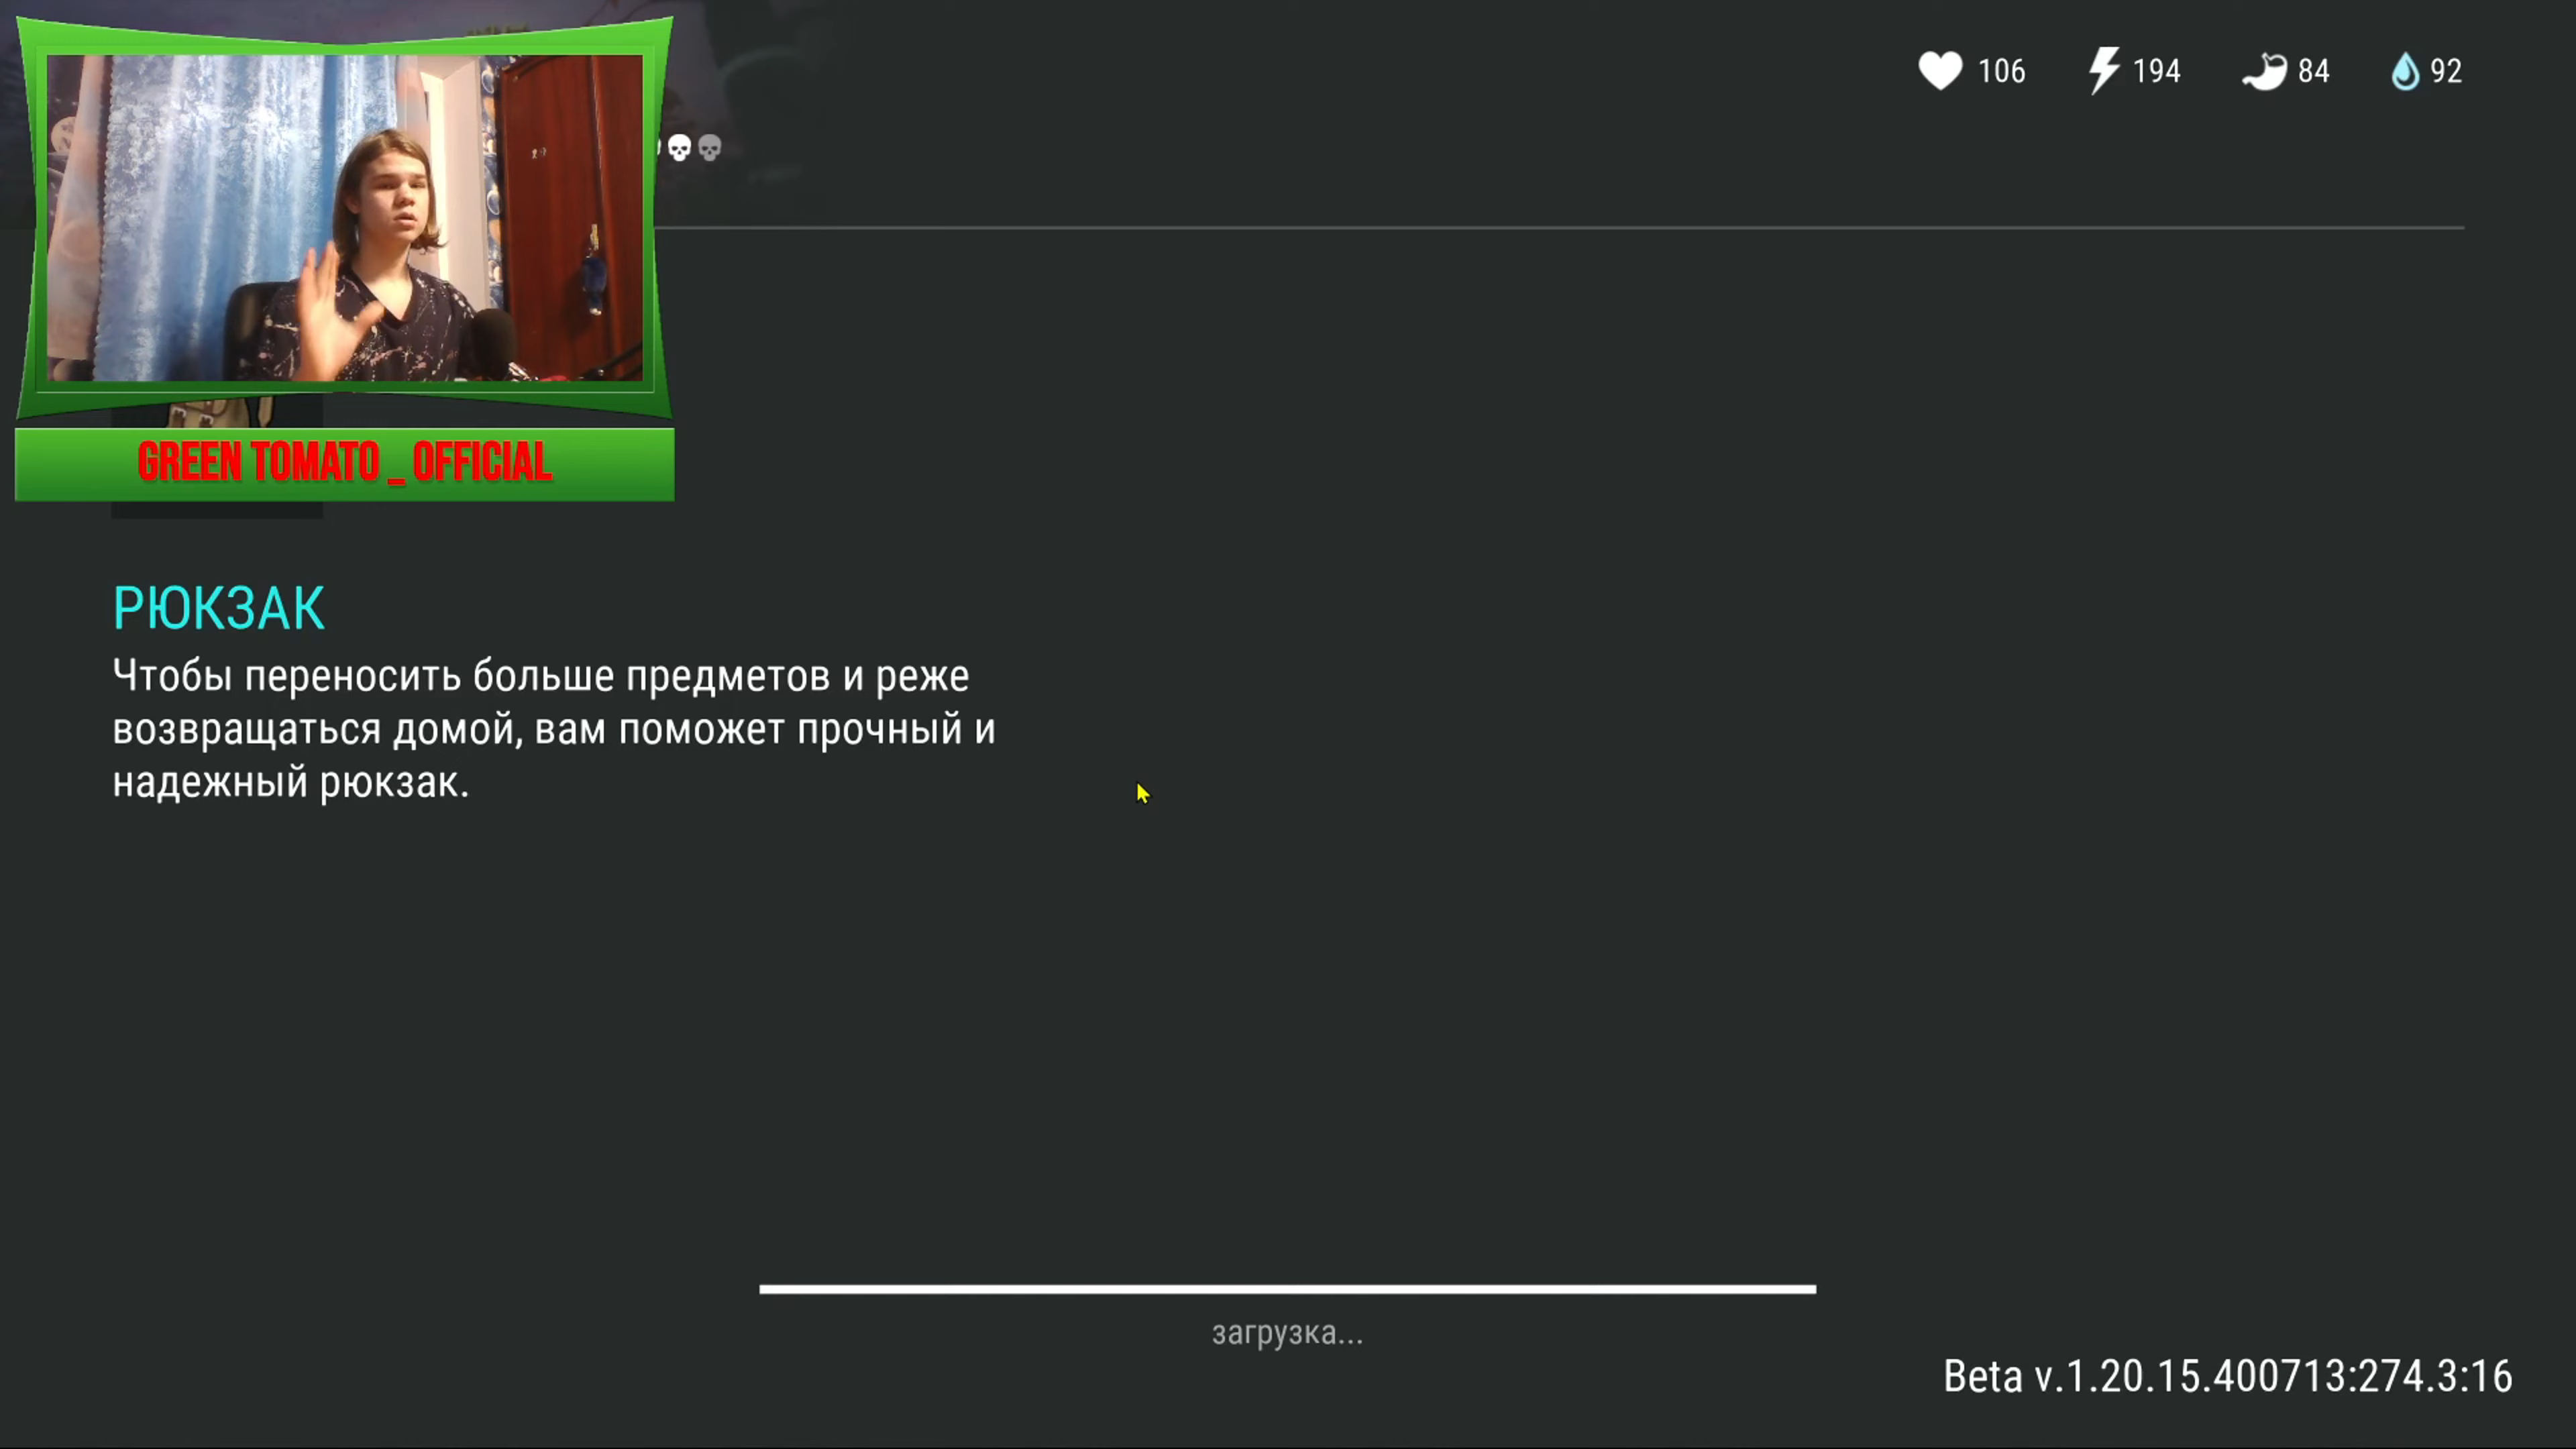 106
194
84
92
GREEN TOMATO _ OFFICIAL
РЮКЗАК
Чтобы переносить больше предметов и реже
возвращаться домой, вам поможет прочный и
надежный рюкзак.
загрузка...
Beta v.1.20.15.400713:274.3:16